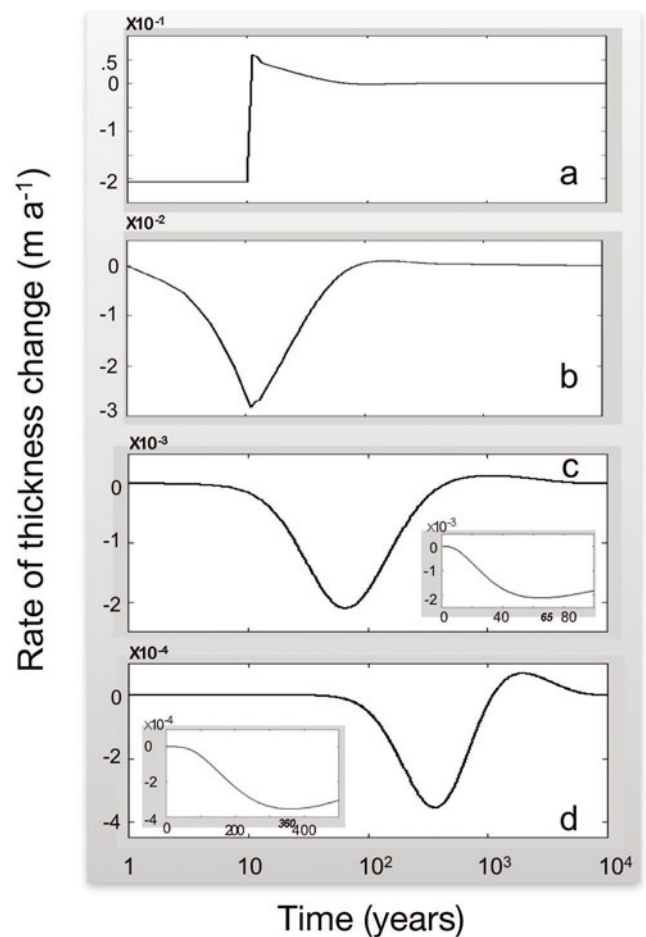 Rate of thickness change (m a⁻¹)
X10⁻¹
.5
0
-1
-2
a
X10⁻²
0
-1
-2
-3
b
X10⁻³
0
-1
-2
c
x10⁻³
0
-1
-2
0 40 65 80
X10⁻⁴
0
-2
-4
d
x10⁻⁴
0
-2
-4
0 200 360 400
1 10 10² 10³ 10⁴
Time (years)